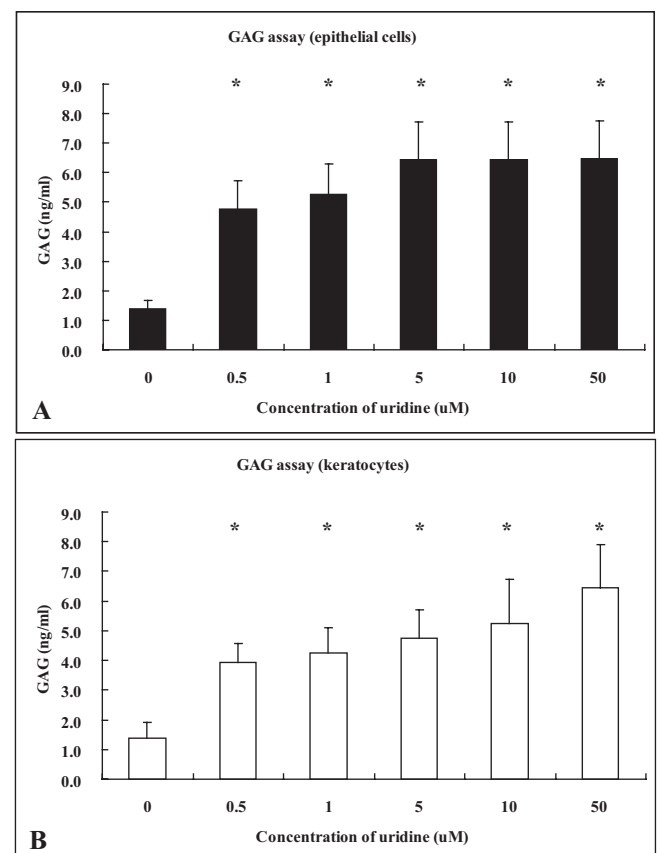 GAG assay (epithelial cells)
* * * * *
9.0
8.0
7.0
6.0
5.0
4.0
3.0
2.0
1.0
0.0
GAG (ng/ml)
0 0.5 1 5 10 50
Concentration of uridine (uM)
A
GAG assay (keratocytes)
* * * * *
9.0
8.0
7.0
6.0
5.0
4.0
3.0
2.0
1.0
0.0
GAG (ng/ml)
0 0.5 1 5 10 50
Concentration of uridine (uM)
B